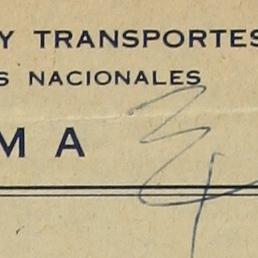 Y TRANSPORTES
S NACIONALES
M A